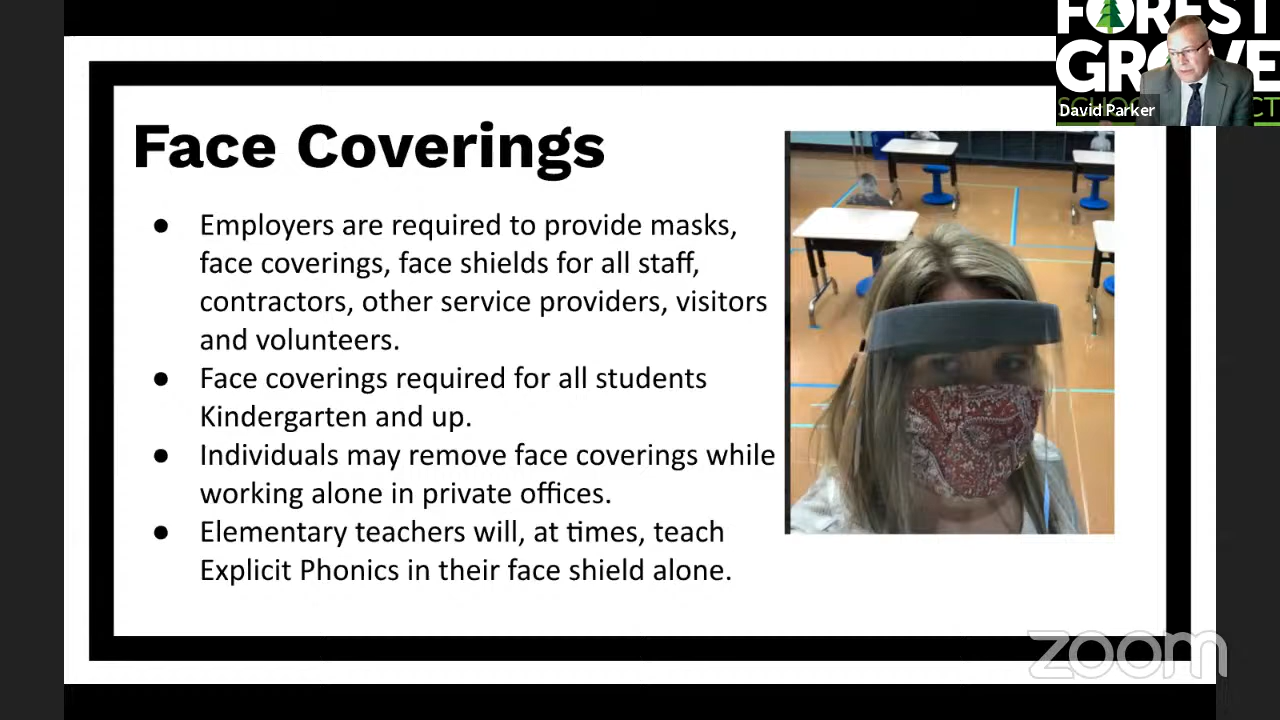 FOREST
GROVE
David Parker
Face Coverings
● Employers are required to provide masks,
face coverings, face shields for all staff,
contractors, other service providers, visitors
and volunteers.
● Face coverings required for all students
Kindergarten and up.
● Individuals may remove face coverings while
working alone in private offices.
● Elementary teachers will, at times, teach
Explicit Phonics in their face shield alone.
zoom